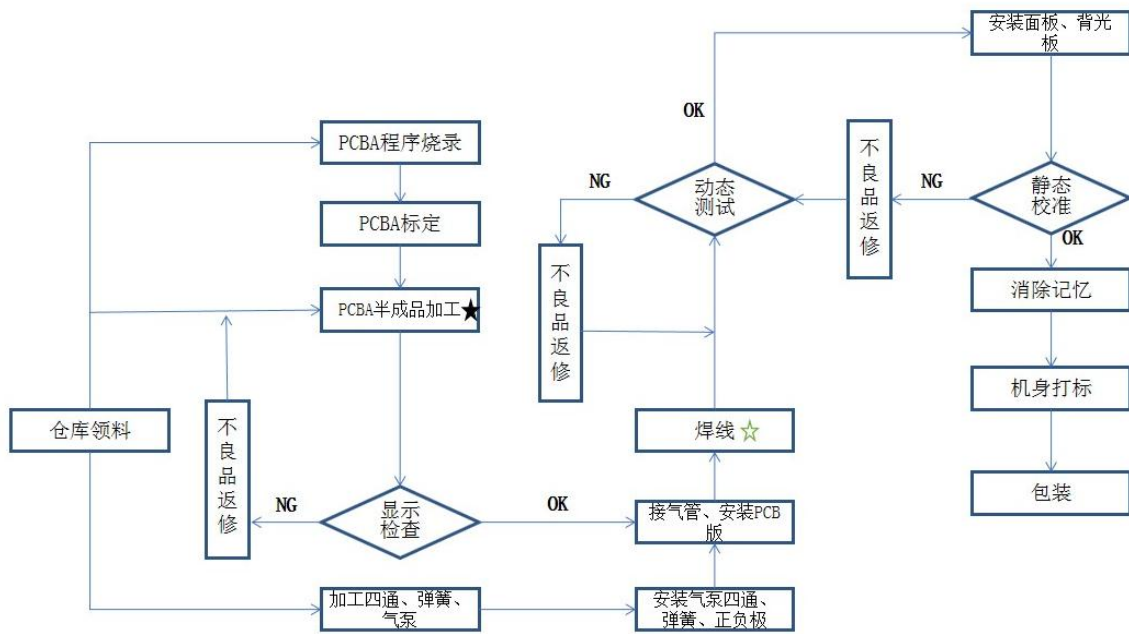 安装面板、背光
板
OK
PCBA程序烧录
不
良
品
返
修
动态
测试
NG
NG
静态
校准
PCBA标定
OK
不
良
品
返
修
PCBA半成品加工★
消除记忆
机身打标
仓库领料
不
良
品
返
修
焊线☆
包装
NG
显示
检查
OK
接气管、安装PCB
版
加工四通、弹簧、
气泵
安装气泵四通、
弹簧、正负极